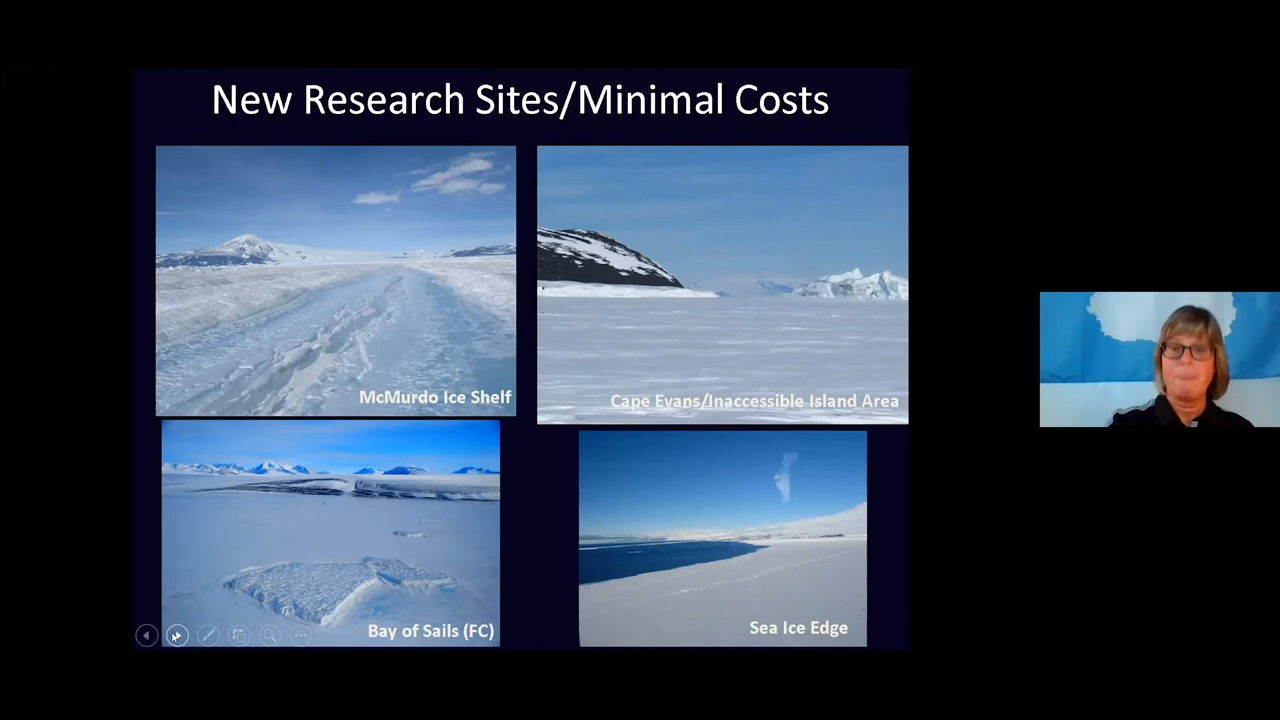 New Research Sites/Minimal Costs
McMurdo Ice Shelf
Cape Evans/Inaccessible Island Area
Bay of Sails (FC)
Sea Ice Edge